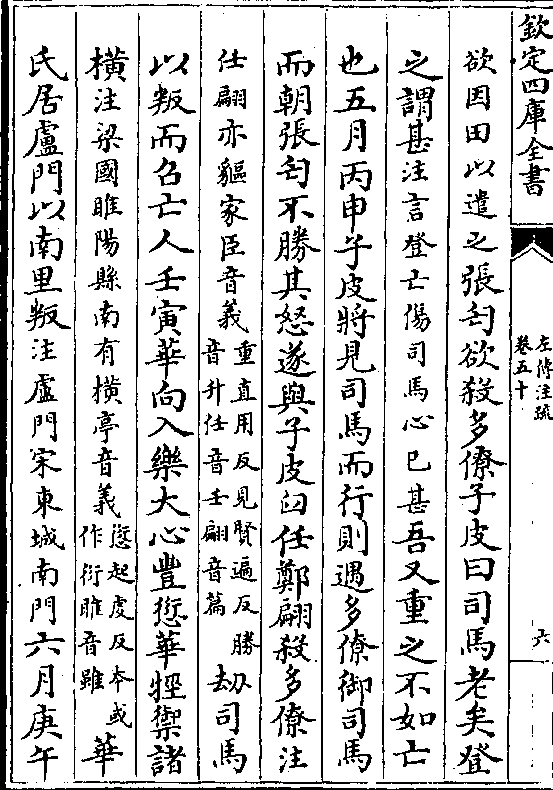 欽定四庫全書
左傳注疏
卷五十
六
欲因田以遣之張匄欲殺多僚子皮曰司馬老矣登
之謂甚注言登亡傷司馬心已甚吾又重之不如亡
也五月丙申子皮將見司馬而行則遇多僚御司馬
而朝張匄不勝其怒遂與子皮臼任鄭翩殺多僚注
任翩亦貙家臣音義重直用反見賢遍反勝
音升任音壬翩音篇劫司馬
以叛而召亡人壬寅華向入樂大心豐愆華牼禦諸
橫注梁國睢陽縣南有橫亭音義愆起虔反本或
作衍睢音雖華
氏居盧門以南里叛注盧門宋東城南門六月庚午